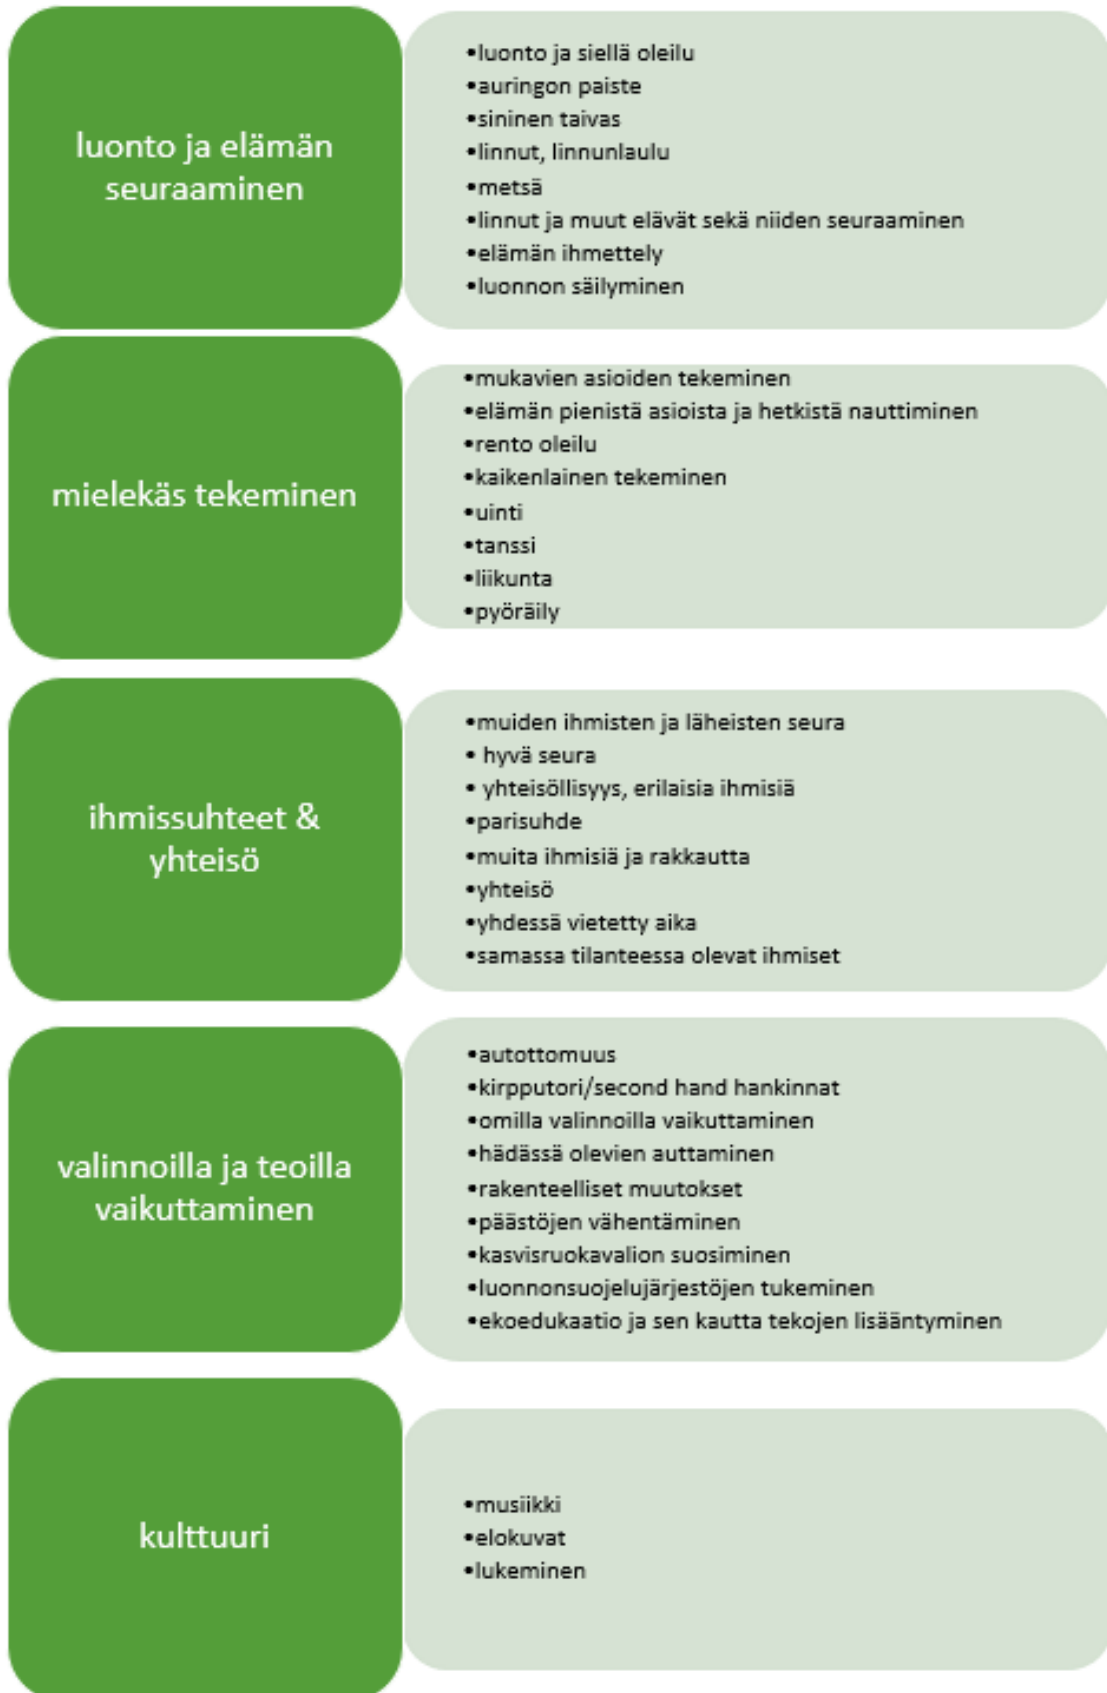 luonto ja elämän
seuraaminen
•luonto ja siellä oleilu
•auringon paiste
•sininen taivas
•linnut, linnunlaulu
•metsä
•linnut ja muut elävät sekä niiden seuraaminen
•elämän ihmettely
•luonnon säilyminen
mielekäs tekeminen
•mukavien asioiden tekeminen
•elämän pienistä asioista ja hetkistä nauttiminen
•rento oleilu
•kaikenlainen tekeminen
•uinti
•tanssi
•liikunta
•pyöräily
ihmissuhteet &
yhteisö
•muiden ihmisten ja läheisten seura
• hyvä seura
• yhteisöllisyys, erilaisia ihmisiä
•parisuhde
•muita ihmisiä ja rakkautta
•yhteisö
•yhdessä vietetty aika
•samassa tilanteessa olevat ihmiset
valinnoilla ja teoilla
vaikuttaminen
•autottomuus
•kirpputori/second hand hankinnat
•omilla valinnoilla vaikuttaminen
•hädässä olevien auttaminen
•rakenteelliset muutokset
•päästöjen vähentäminen
•kasvisruokavalion suosiminen
•luonnonsuojelujärjestöjen tukeminen
•ekoedukaatio ja sen kautta tekojen lisääntyminen
kulttuuri
•musiikki
•elokuvat
•lukeminen